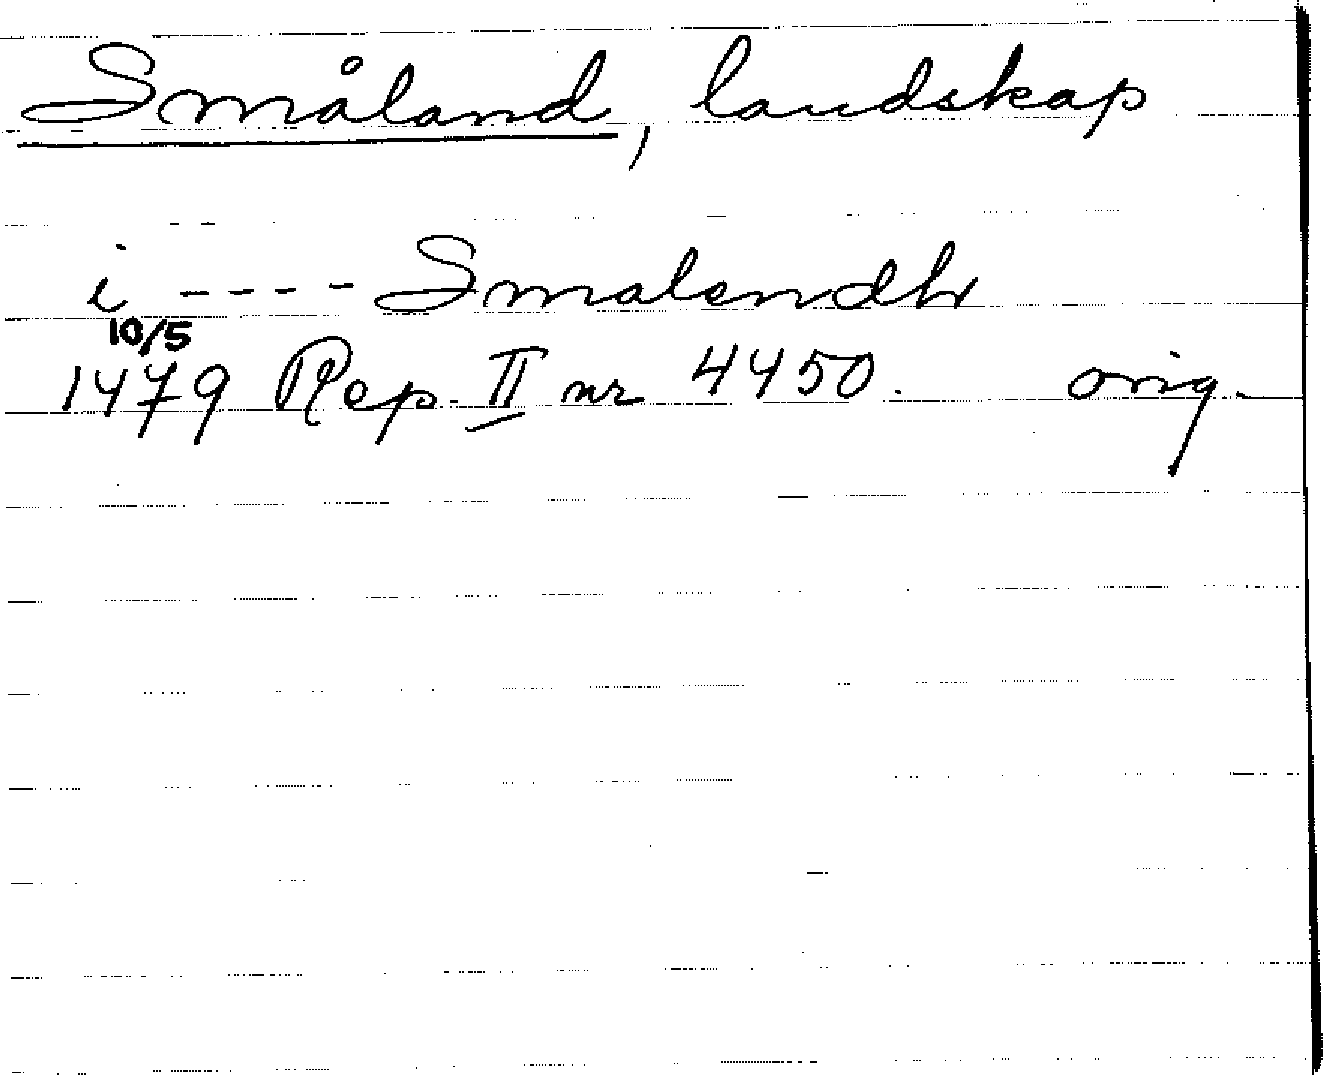 Småland, landskap
i - - - - Smalendh
10/5
1479 Rep. II nr 4450. orig.